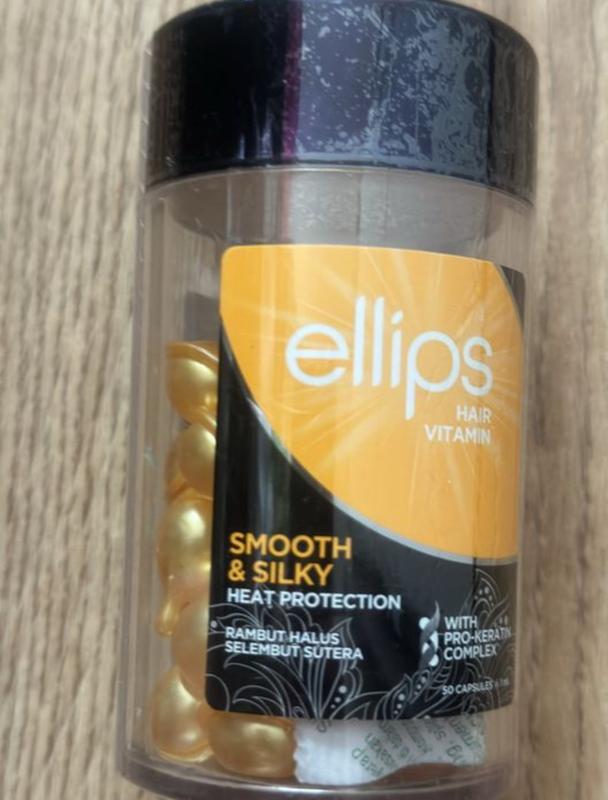 ellips
HAIR
VITAMIN
SMOOTH
& SILKY
HEAT PROTECTION
RAMBUT HALUS
SELEMBUT SUTERA
WITH
PRO-KERATIN
COMPLEX
50 CAPSULES